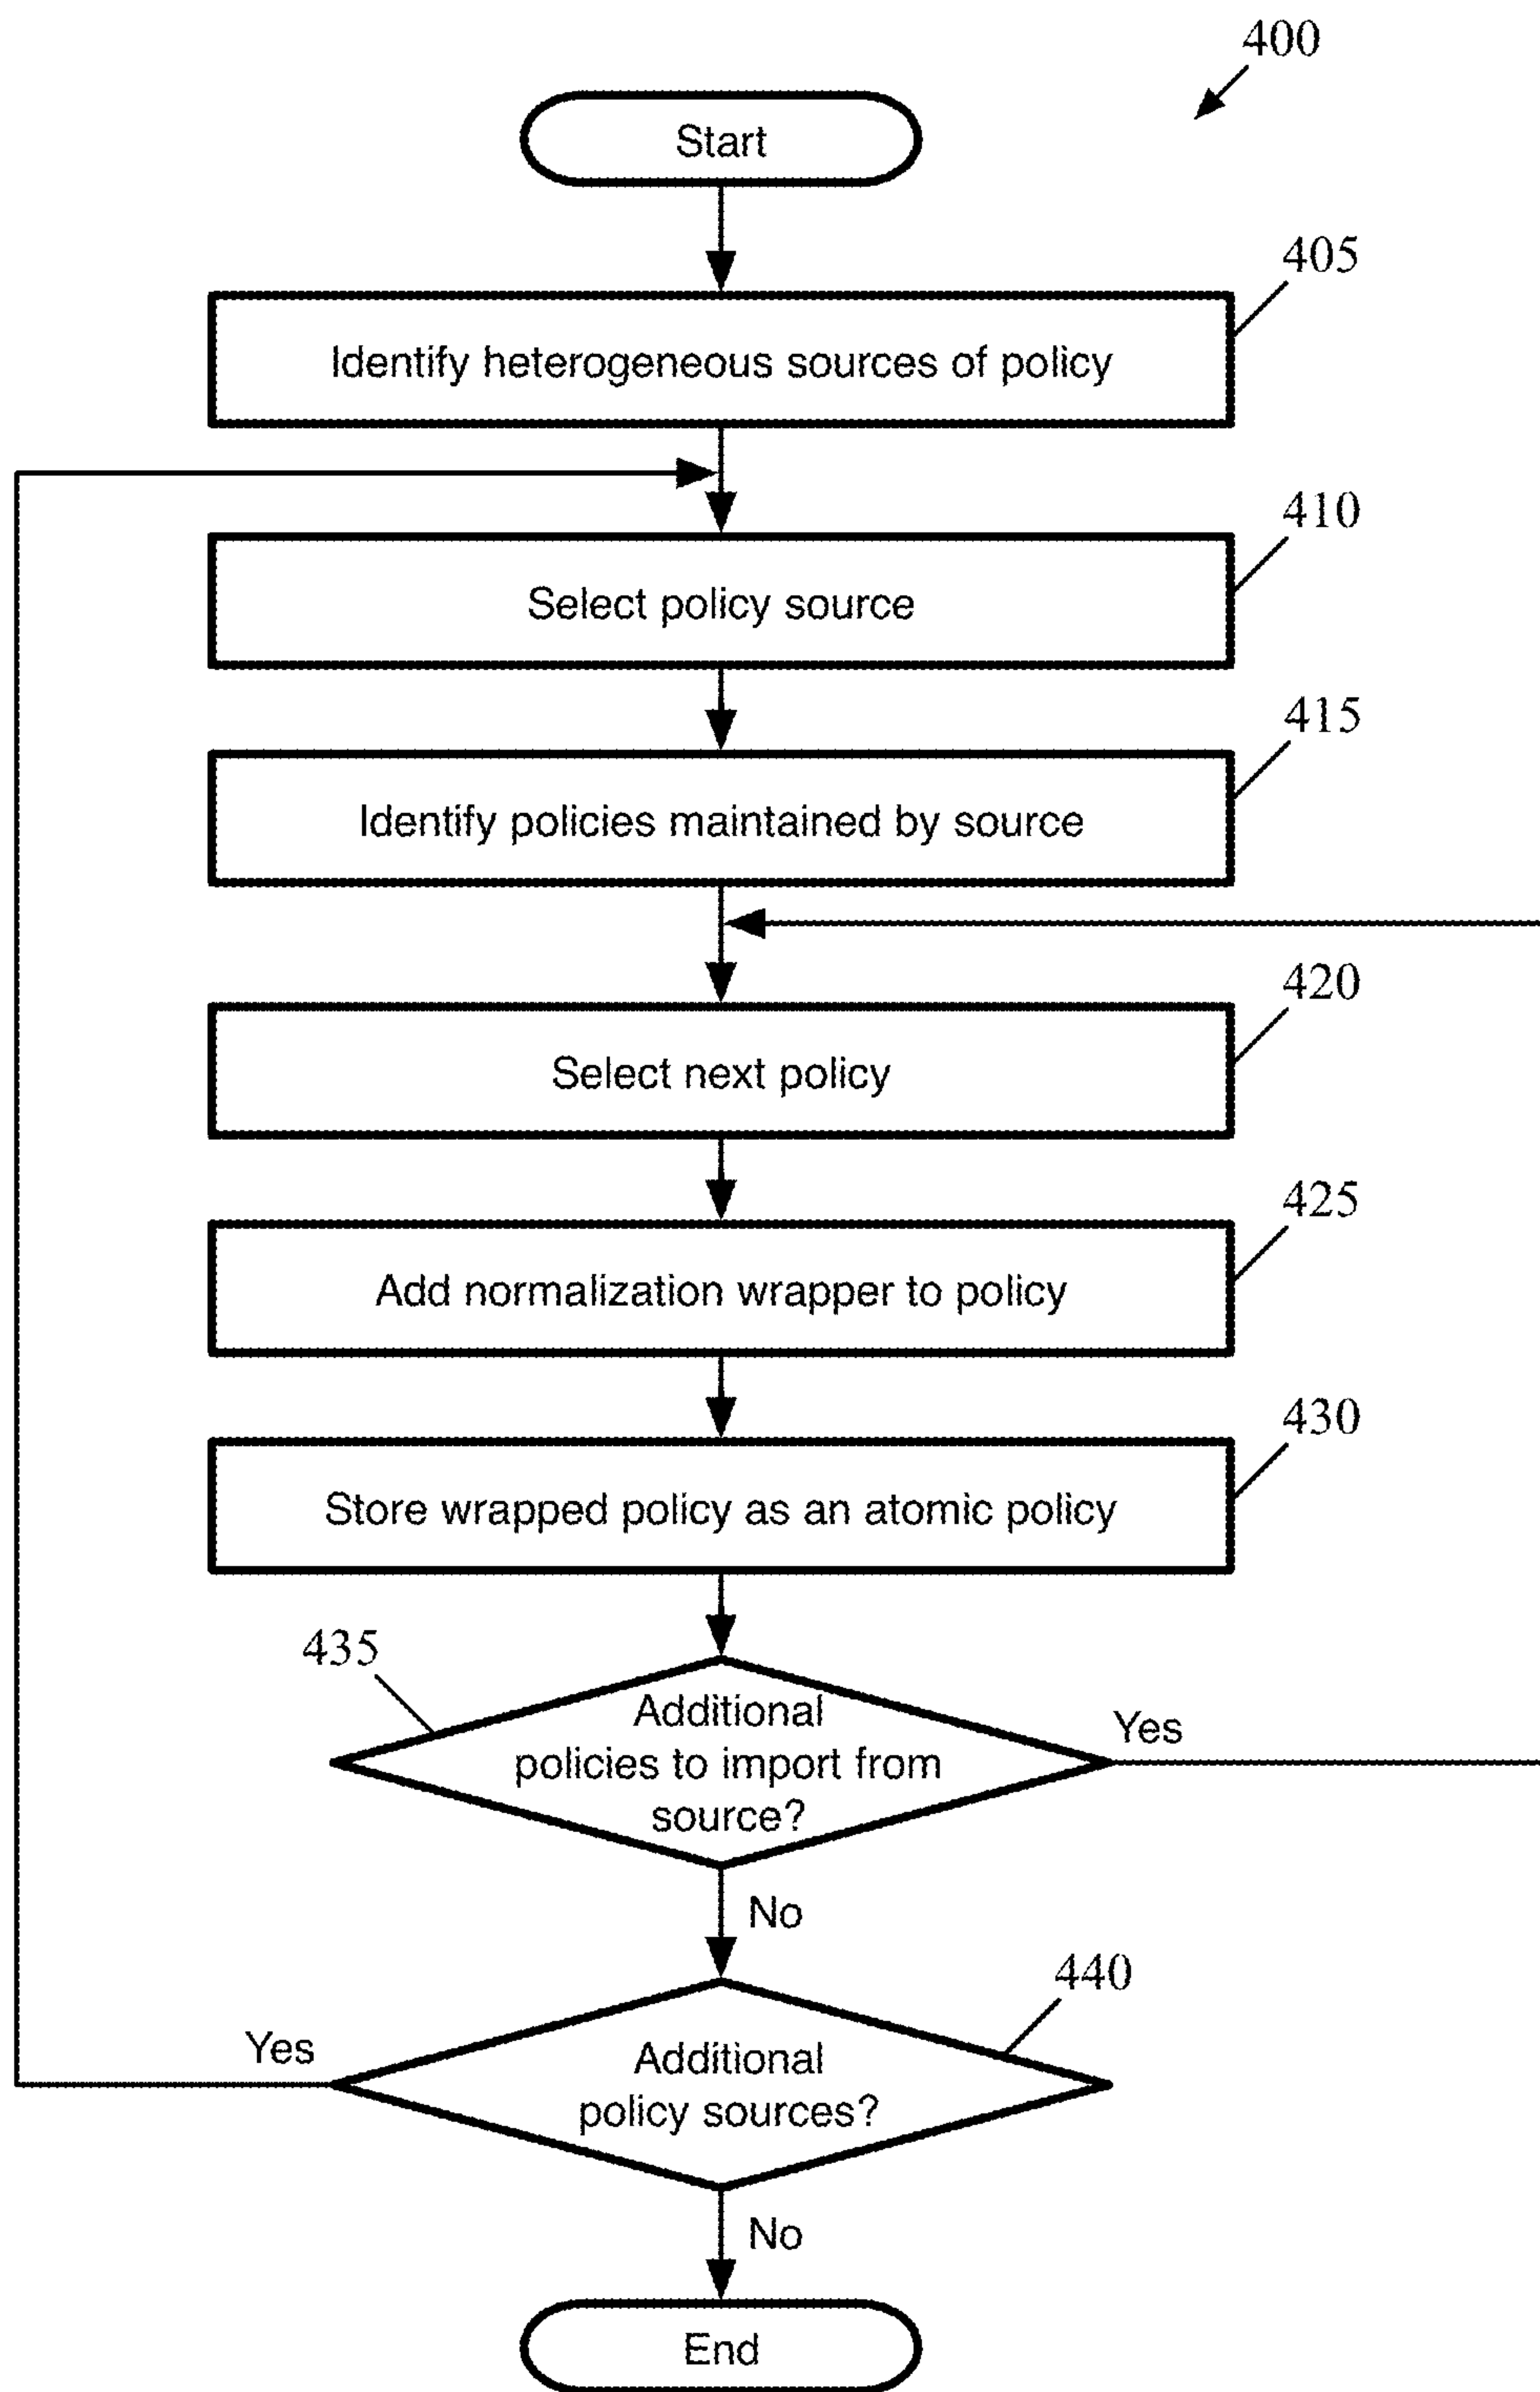 400
Start
405
Identify heterogeneous sources of policy
410
Select policy source
415
Identify policies maintained by source
420
Select next policy
425
Add normalization wrapper to policy
430
Store wrapped policy as an atomic policy
435
Additional
policies to import from
source?
Yes
No
440
Additional
policy sources?
Yes
No
End